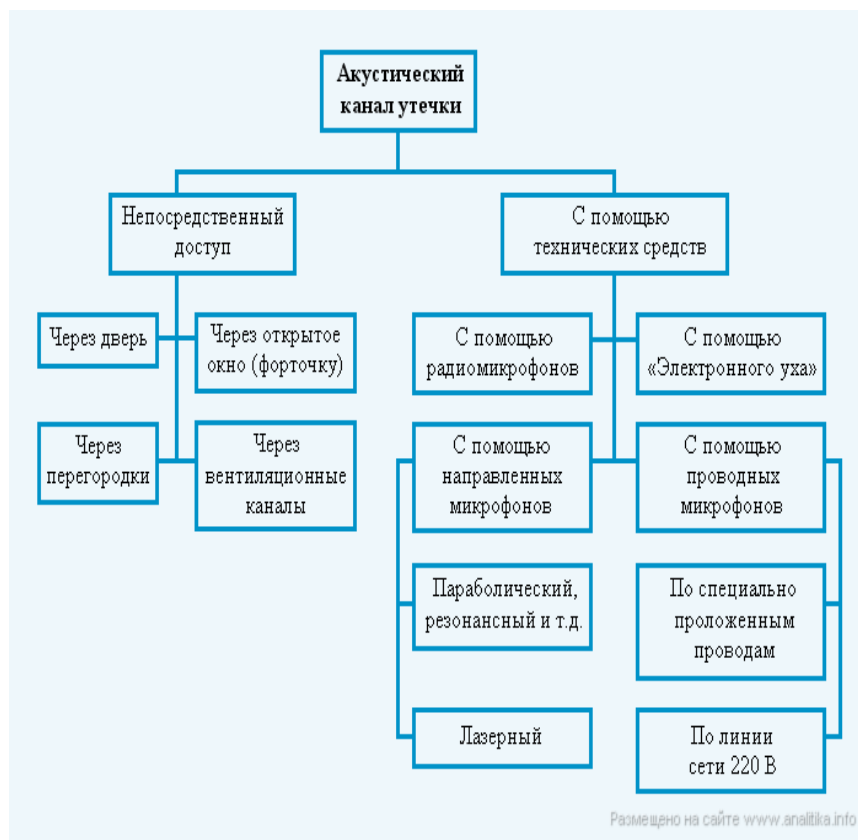 Акустический
канал утечки
Непосредственный
доступ
С помощью
технических средств
Через дверь
Через открытое
окно (форточку)
С помощью
радиомикрофонов
С помощью
«Электронного уха»
Через
перегородки
Через
вентиляционные
каналы
С помощью
направленных
микрофонов
С помощью
проводных
микрофонов
Параболический,
резонансный и т.д.
По специально
проложенным
проводам
Лазерный
По линии
сети 220 В
Размещено на сайте www.analitika.info